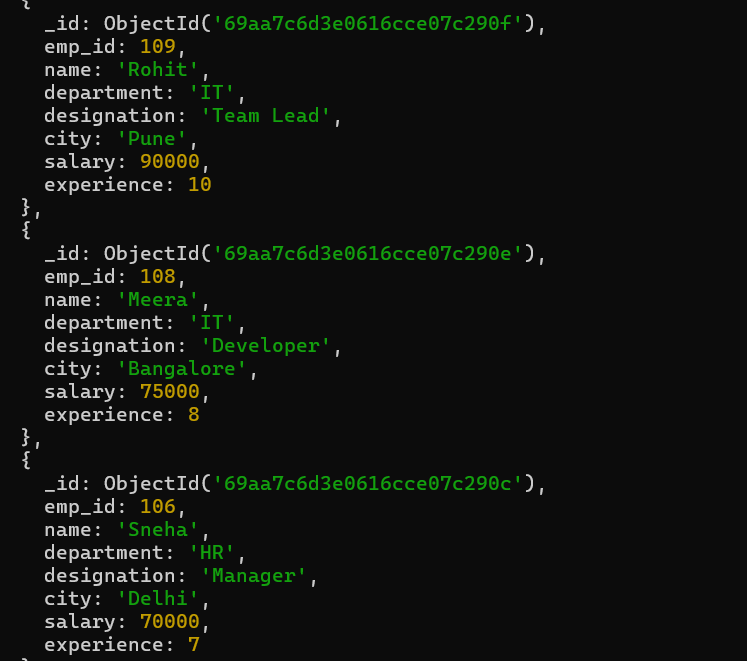 {
_id: ObjectId('69aa7c6d3e0616cce07c290f'),
emp_id: 109,
name: 'Rohit',
department: 'IT',
designation: 'Team Lead',
city: 'Pune',
salary: 90000,
experience: 10
},
{
_id: ObjectId('69aa7c6d3e0616cce07c290e'),
emp_id: 108,
name: 'Meera',
department: 'IT',
designation: 'Developer',
city: 'Bangalore',
salary: 75000,
experience: 8
},
{
_id: ObjectId('69aa7c6d3e0616cce07c290c'),
emp_id: 106,
name: 'Sneha',
department: 'HR',
designation: 'Manager',
city: 'Delhi',
salary: 70000,
experience: 7